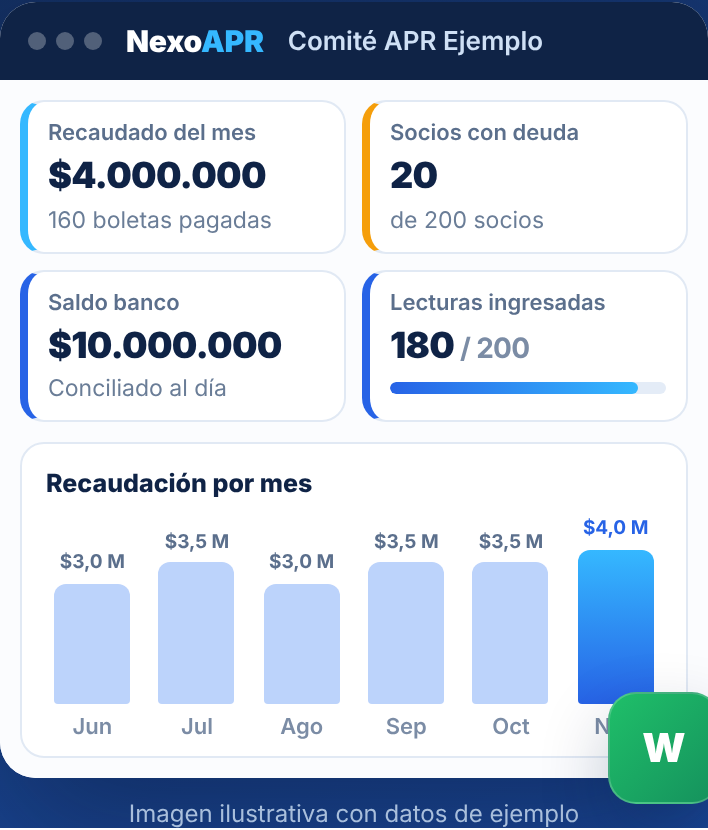 NexoAPR Comité APR Ejemplo
Recaudado del mes
$4.000.000
160 boletas pagadas
Socios con deuda
20
de 200 socios
Saldo banco
$10.000.000
Conciliado al día
Lecturas ingresadas
180 / 200
Recaudación por mes
$3,0 M $3,5 M $3,0 M $3,5 M $3,5 M $4,0 M
Jun Jul Ago Sep Oct
W
Imagen ilustrativa con datos de ejemplo